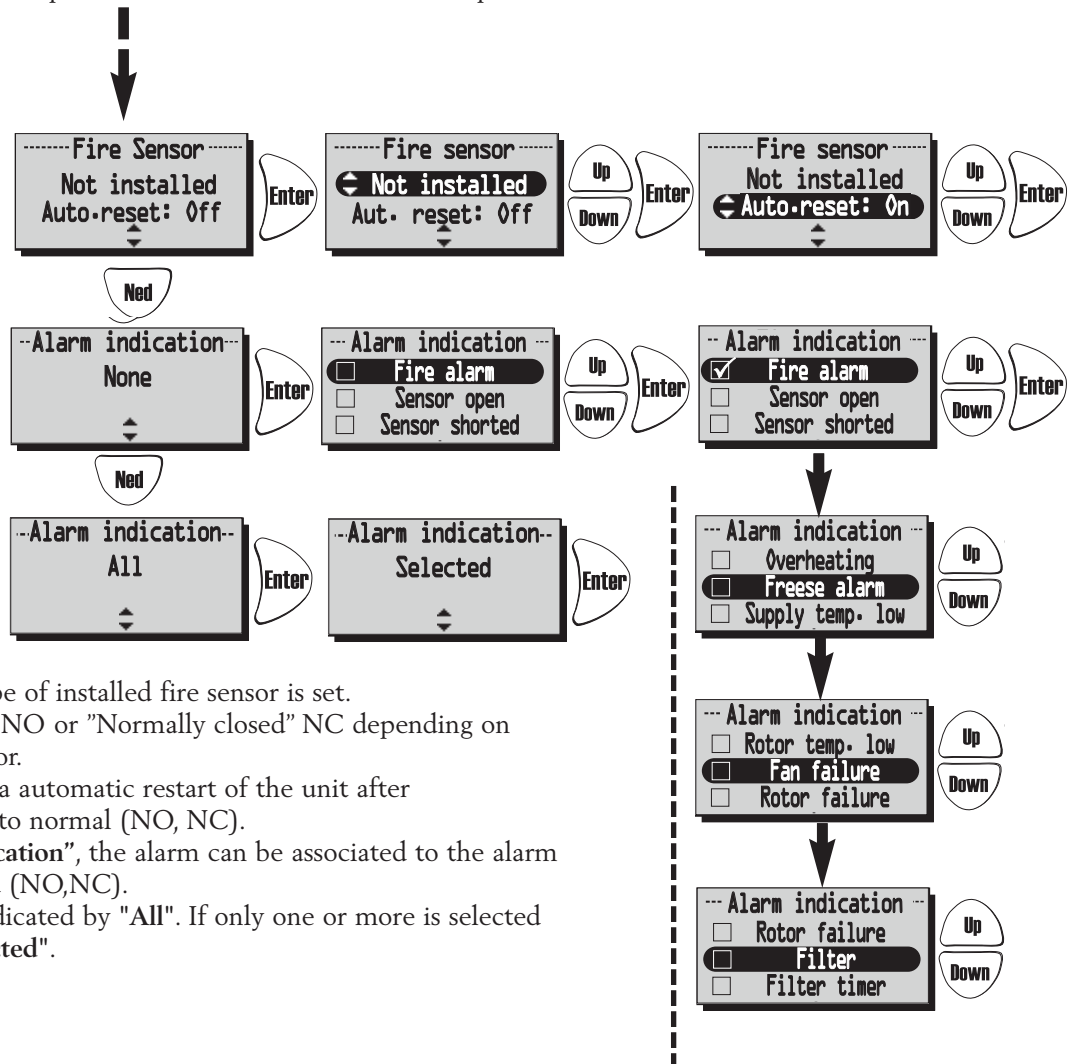 Fire Sensor
Not installed
Auto.reset: Off
Enter
Fire sensor
Not installed
Aut. reset: Off
Up
Down
Enter
Fire sensor
Not installed
Auto.reset: On
Up
Down
Enter
Ned
Alarm indication
None
Enter
Alarm indication
Fire alarm
Sensor open
Sensor shorted
Up
Down
Enter
Alarm indication
Fire alarm
Sensor open
Sensor shorted
Up
Down
Enter
Ned
Alarm indication
All
Enter
Alarm indication
Selected
Enter
Alarm indication
Overheating
Freese alarm
Supply temp. low
Up
Down
Alarm indication
Rotor temp. low
Fan failure
Rotor failure
Up
Down
Alarm indication
Rotor failure
Filter
Filter timer
Up
Down
of installed fire sensor is set.
NO or ”Normally closed” NC depending on
a automatic restart of the unit after
to normal (NO, NC).
the alarm can be associated to the alarm
(NO,NC).
by "All". If only one or more is selected